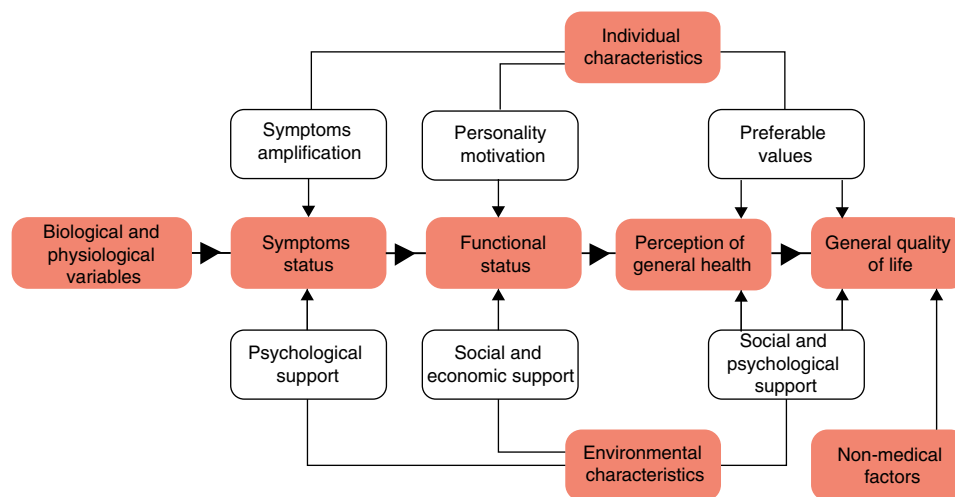 Individual
characteristics
Symptoms
amplification
Personality
motivation
Preferable
values
Biological and
physiological
variables
Symptoms
status
Functional
status
Perception of
general health
General quality
of life
Psychological
support
Social and
economic support
Social and
psychological
support
Environmental
characteristics
Non-medical
factors